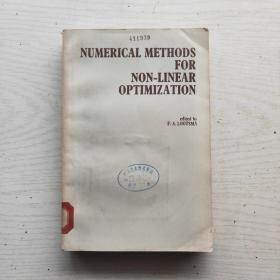 411939
NUMERICAL METHODS
FOR
NON-LINEAR
OPTIMIZATION
edited by
F. A. LOOTSMA